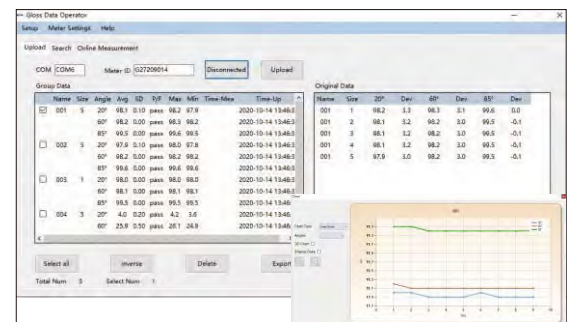 Gloss Data Operator
Setup Meter Settings Help
Upload Search Online Measurement
COM COM6 Meter ID G27209014 Disconnected Upload
Group Data
Name Size Angle Avg SD P/F Max Min Time-Mea Time-Up
001 5 20° 98.1 0.10 pass 98.2 97.9 2020-10-14 13:46:3
60° 98.2 0.10 pass 98.3 98.2 2020-10-14 13:46:3
85° 99.5 0.00 pass 99.6 99.5 2020-10-14 13:46:3
002 5 20° 97.9 0.10 pass 98.0 97.8 2020-10-14 13:46:3
60° 98.2 0.00 pass 98.2 98.2 2020-10-14 13:46:3
85° 99.6 0.00 pass 99.6 99.5 2020-10-14 13:46:3
003 1 20° 98.0 0.00 pass 98.0 98.0 2020-10-14 13:46:3
60° 98.1 0.00 pass 98.1 98.1 2020-10-14 13:46:
85° 99.5 0.00 pass 99.5 99.5 2020-10-14 13:46:
004 3 20° 4.0 0.20 pass 4.2 3.6 2020-10-14 13:46:
60° 25.9 0.50 pass 26.1 24.9 2020-10-14 13:46:
Select all Inverse Delete Export
Total Num 5 Select Num 1
Original Data
Name Size 20° Dev 60° Dev 85° Dev
001 1 98.2 3.3 98.3 3.1 99.6 0.0
001 2 98.1 3.2 98.2 3.0 99.5 -0.1
001 3 98.1 3.2 98.2 3.0 99.5 -0.1
001 4 98.1 3.2 98.2 3.0 99.5 -0.1
001 5 97.9 3.0 98.2 3.0 99.5 -0.1